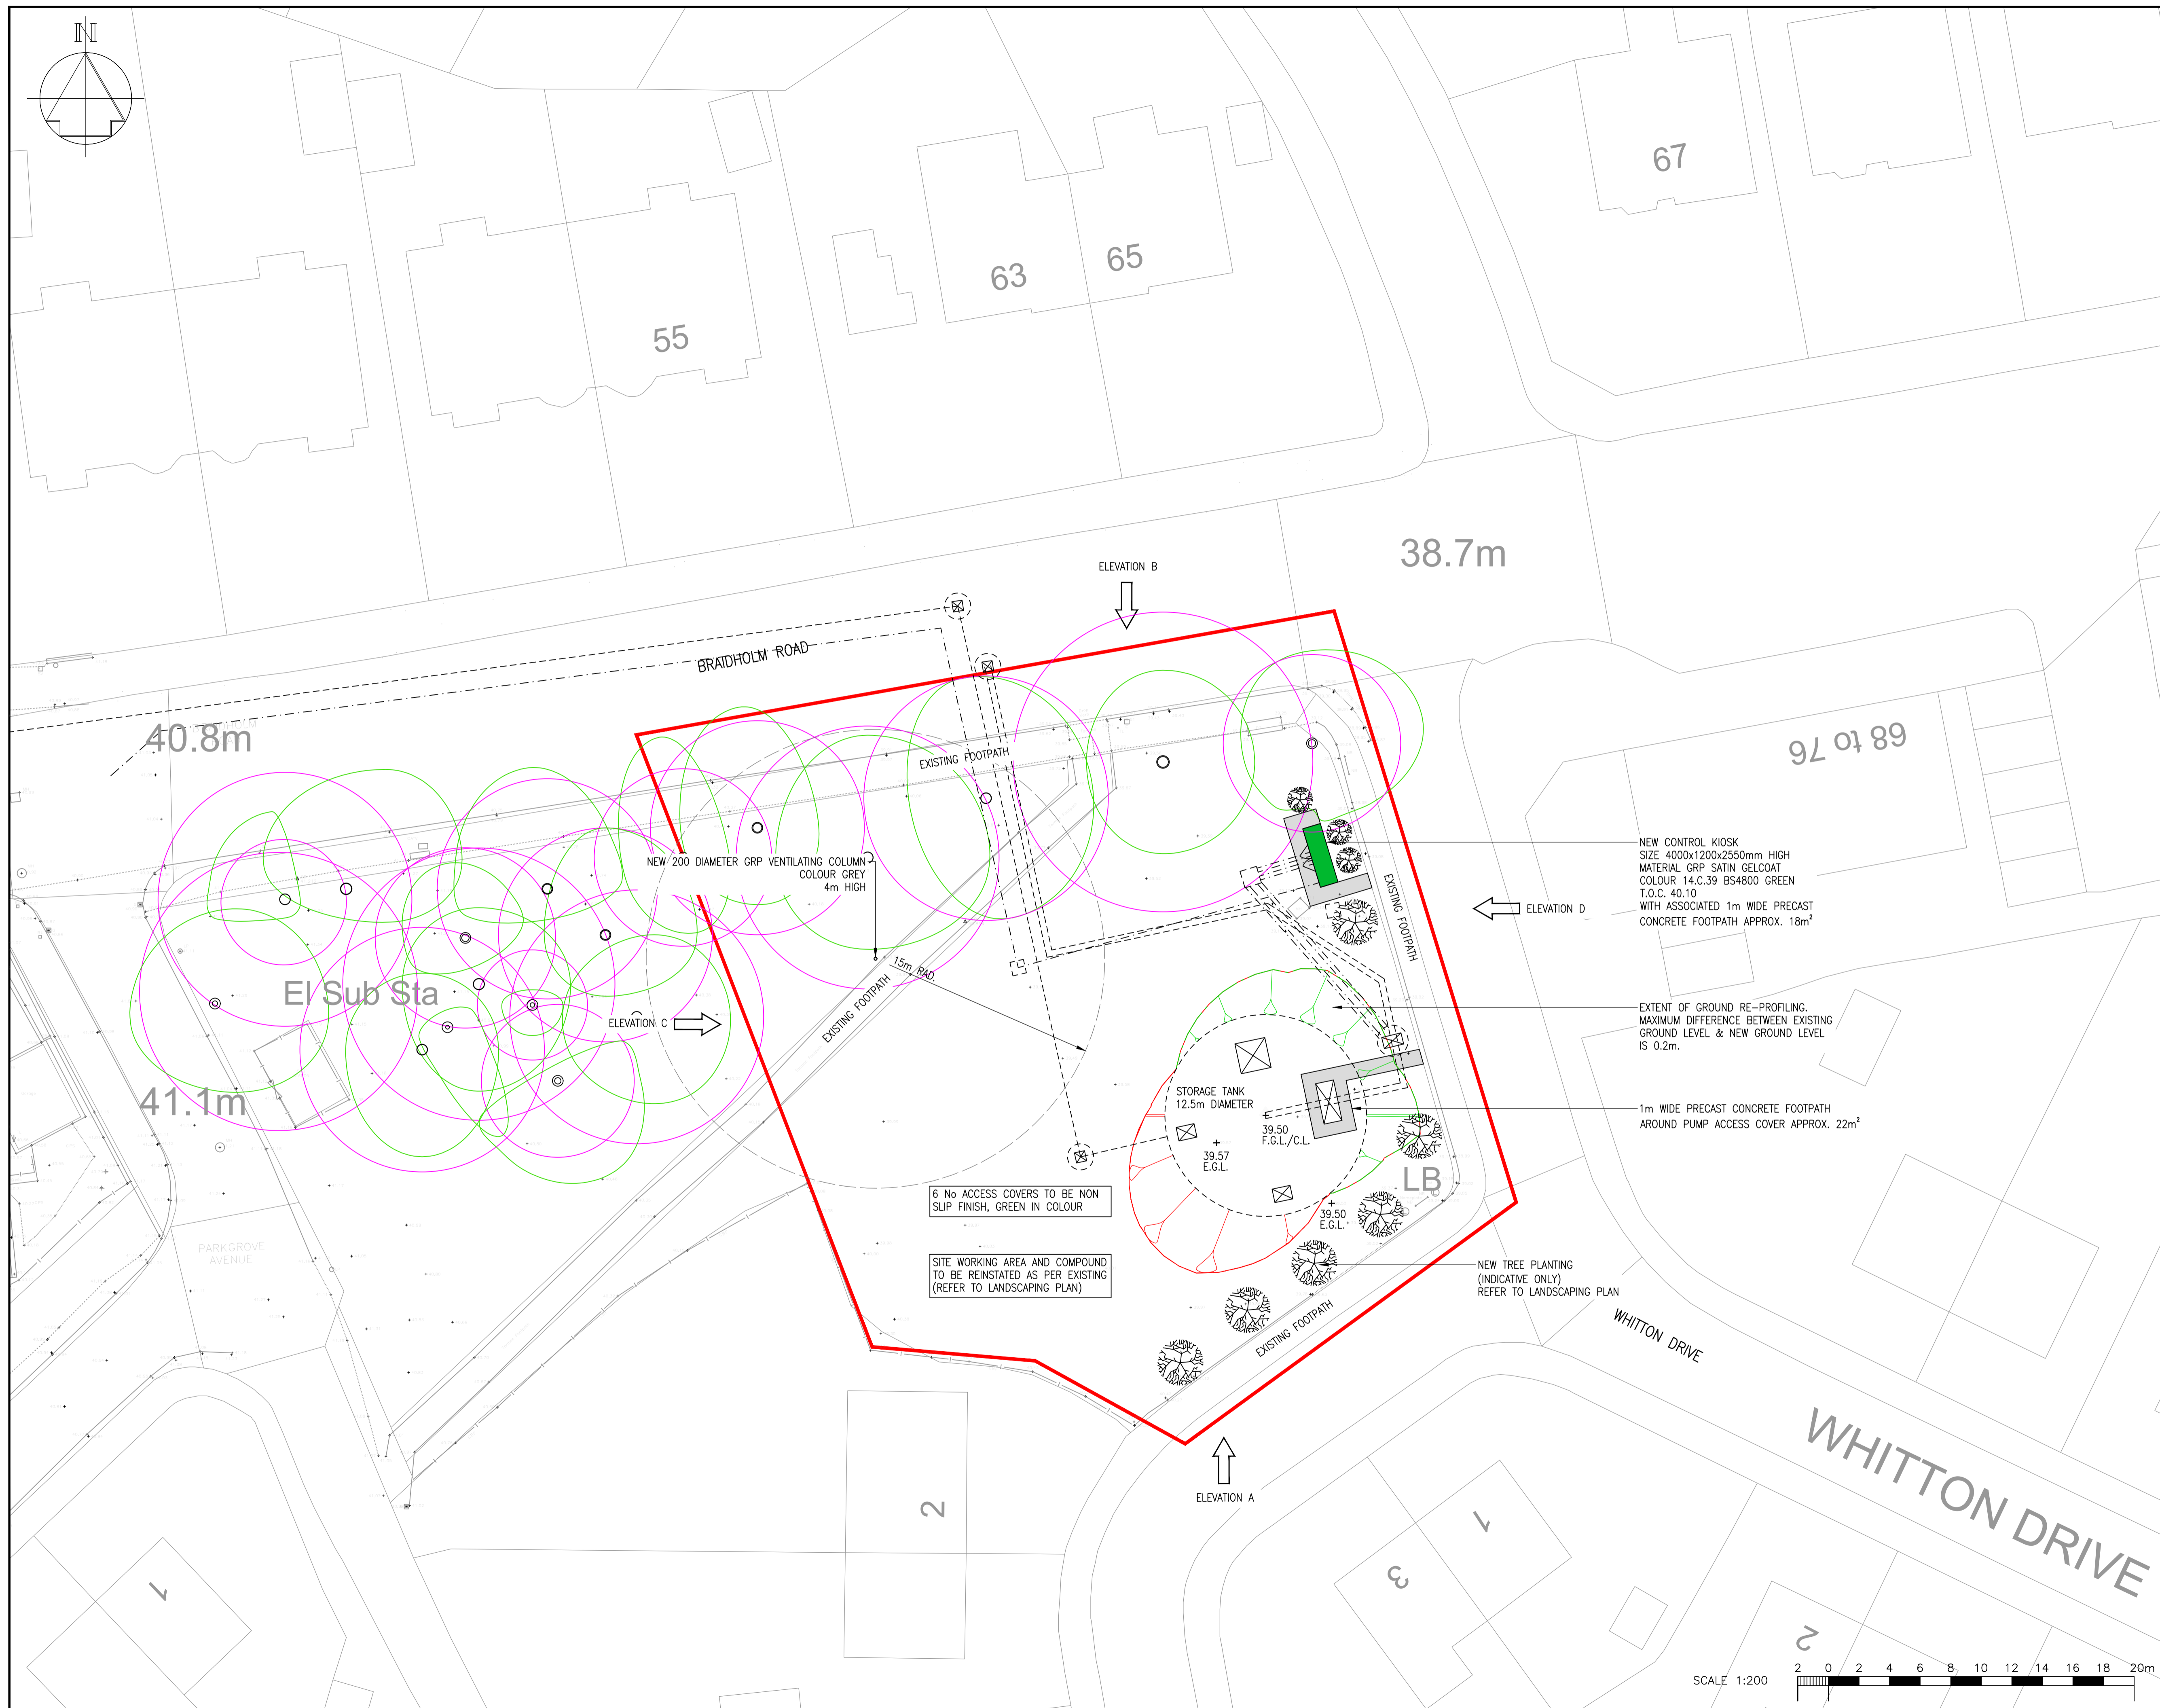 N
67
65
63
55
38.7m
ELEVATION B
BRAIDHOLM ROAD
40.8m
68 to 76
EXISTING FOOTPATH
NEW CONTROL KIOSK
SIZE 4000x1200x2550mm HIGH
MATERIAL GRP SATIN GELCOAT
COLOUR 14.C.39 BS4800 GREEN
T.O.C. 40.10
WITH ASSOCIATED 1m WIDE PRECAST
CONCRETE FOOTPATH APPROX. 18m²
NEW 200 DIAMETER GRP VENTILATING COLUMN
COLOUR GREY
4m HIGH
EXISTING FOOTPATH
ELEVATION D
15m RAD.
El Sub Sta
ELEVATION C
EXISTING FOOTPATH
EXTENT OF GROUND RE-PROFILING.
MAXIMUM DIFFERENCE BETWEEN EXISTING
GROUND LEVEL & NEW GROUND LEVEL
IS 0.2m.
41.1m
STORAGE TANK
12.5m DIAMETER
1m WIDE PRECAST CONCRETE FOOTPATH
AROUND PUMP ACCESS COVER APPROX. 22m²
39.50
F.G.L./C.L.
39.57
E.G.L.
LB
6 No ACCESS COVERS TO BE NON
SLIP FINISH, GREEN IN COLOUR
39.50
E.G.L.
PARKGROVE
AVENUE
SITE WORKING AREA AND COMPOUND
TO BE REINSTATED AS PER EXISTING
(REFER TO LANDSCAPING PLAN)
NEW TREE PLANTING
(INDICATIVE ONLY)
REFER TO LANDSCAPING PLAN
EXISTING FOOTPATH
WHITTON DRIVE
WHITTON DRIVE
ELEVATION A
2
1
3
1
2
SCALE 1:200
2 0 2 4 6 8 10 12 14 16 18 20m